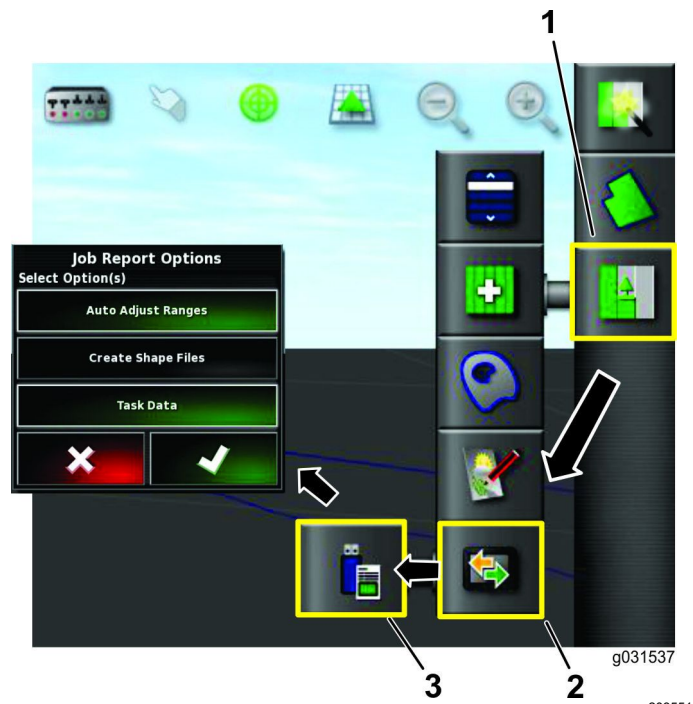 1
Job Report Options
Select Option(s)
Auto Adjust Ranges
Create Shape Files
Task Data
g031537
3
2